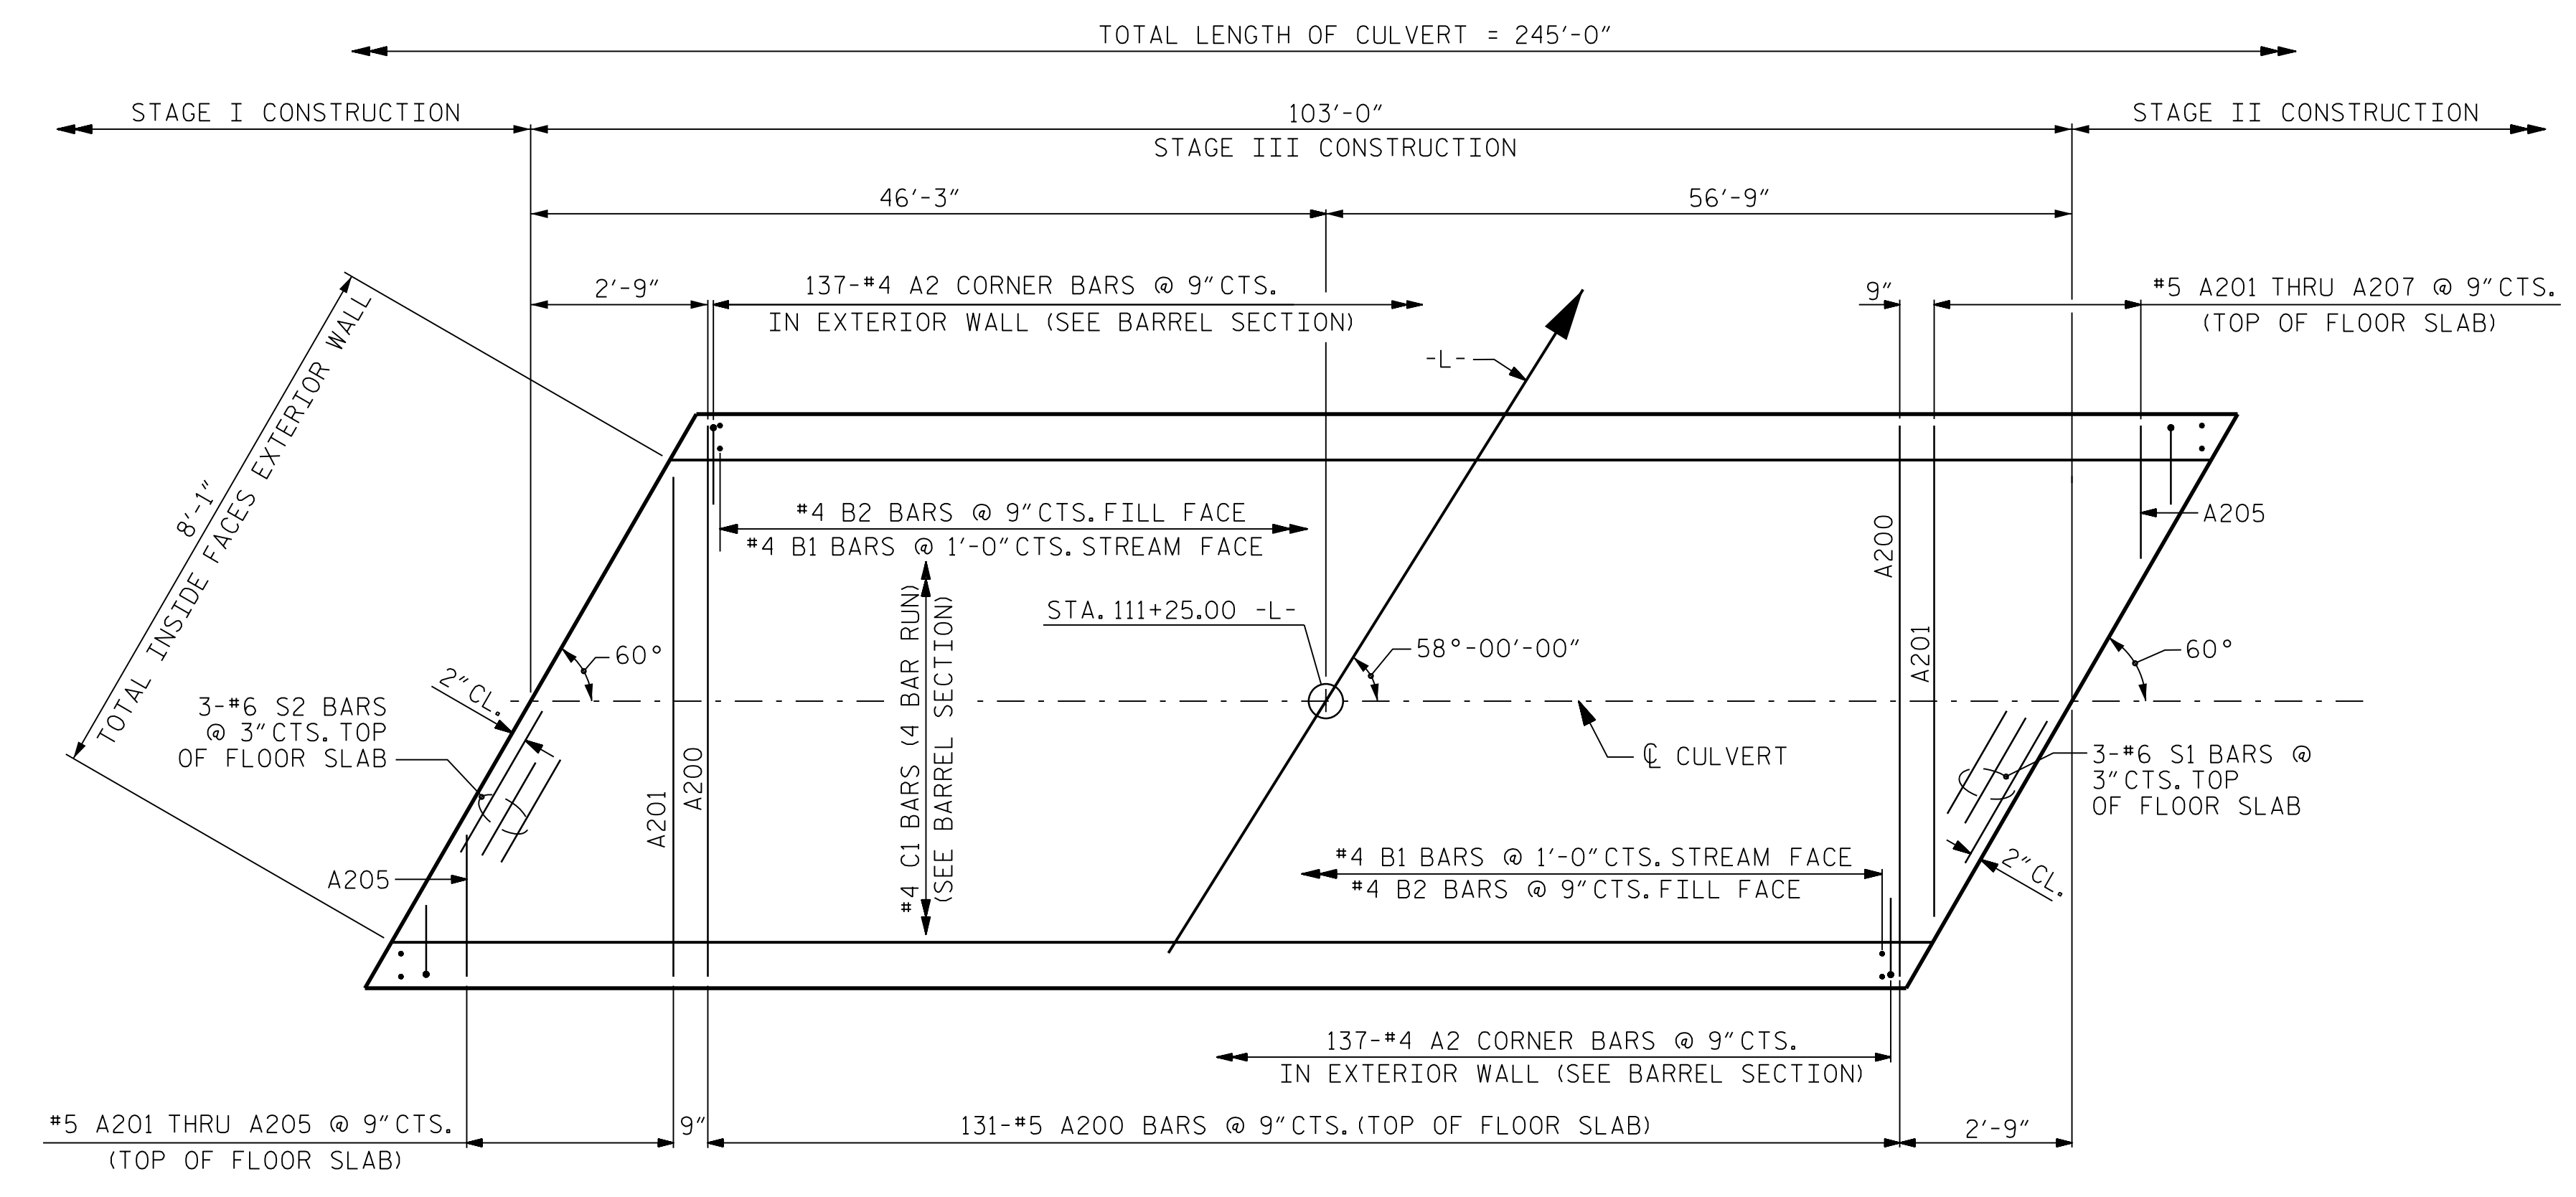 TOTAL LENGTH OF CULVERT = 245'-0"
STAGE I CONSTRUCTION
103'-0"
STAGE II CONSTRUCTION
STAGE III CONSTRUCTION
46'-3"
56'-9"
2'-9"
137-#4 A2 CORNER BARS @ 9" CTS.
IN EXTERIOR WALL (SEE BARREL SECTION)
9"
#5 A201 THRU A207 @ 9" CTS.
(TOP OF FLOOR SLAB)
-L-
8'-1"
TOTAL INSIDE FACES EXTERIOR WALL
#4 B2 BARS @ 9" CTS. FILL FACE
#4 B1 BARS @ 1'-0" CTS. STREAM FACE
A200
A205
#4 C1 BARS (4 BAR RUN)
(SEE BARREL SECTION)
STA. 111+25.00 -L-
58°-00'-00"
60°
A201
60°
2" CL.
3-#6 S2 BARS
@ 3" CTS. TOP
OF FLOOR SLAB
A201
A200
℄ CULVERT
3-#6 S1 BARS @
3" CTS. TOP
OF FLOOR SLAB
2" CL.
A205
#4 B1 BARS @ 1'-0" CTS. STREAM FACE
#4 B2 BARS @ 9" CTS. FILL FACE
137-#4 A2 CORNER BARS @ 9" CTS.
IN EXTERIOR WALL (SEE BARREL SECTION)
#5 A201 THRU A205 @ 9" CTS.
(TOP OF FLOOR SLAB)
9"
131-#5 A200 BARS @ 9" CTS. (TOP OF FLOOR SLAB)
2'-9"